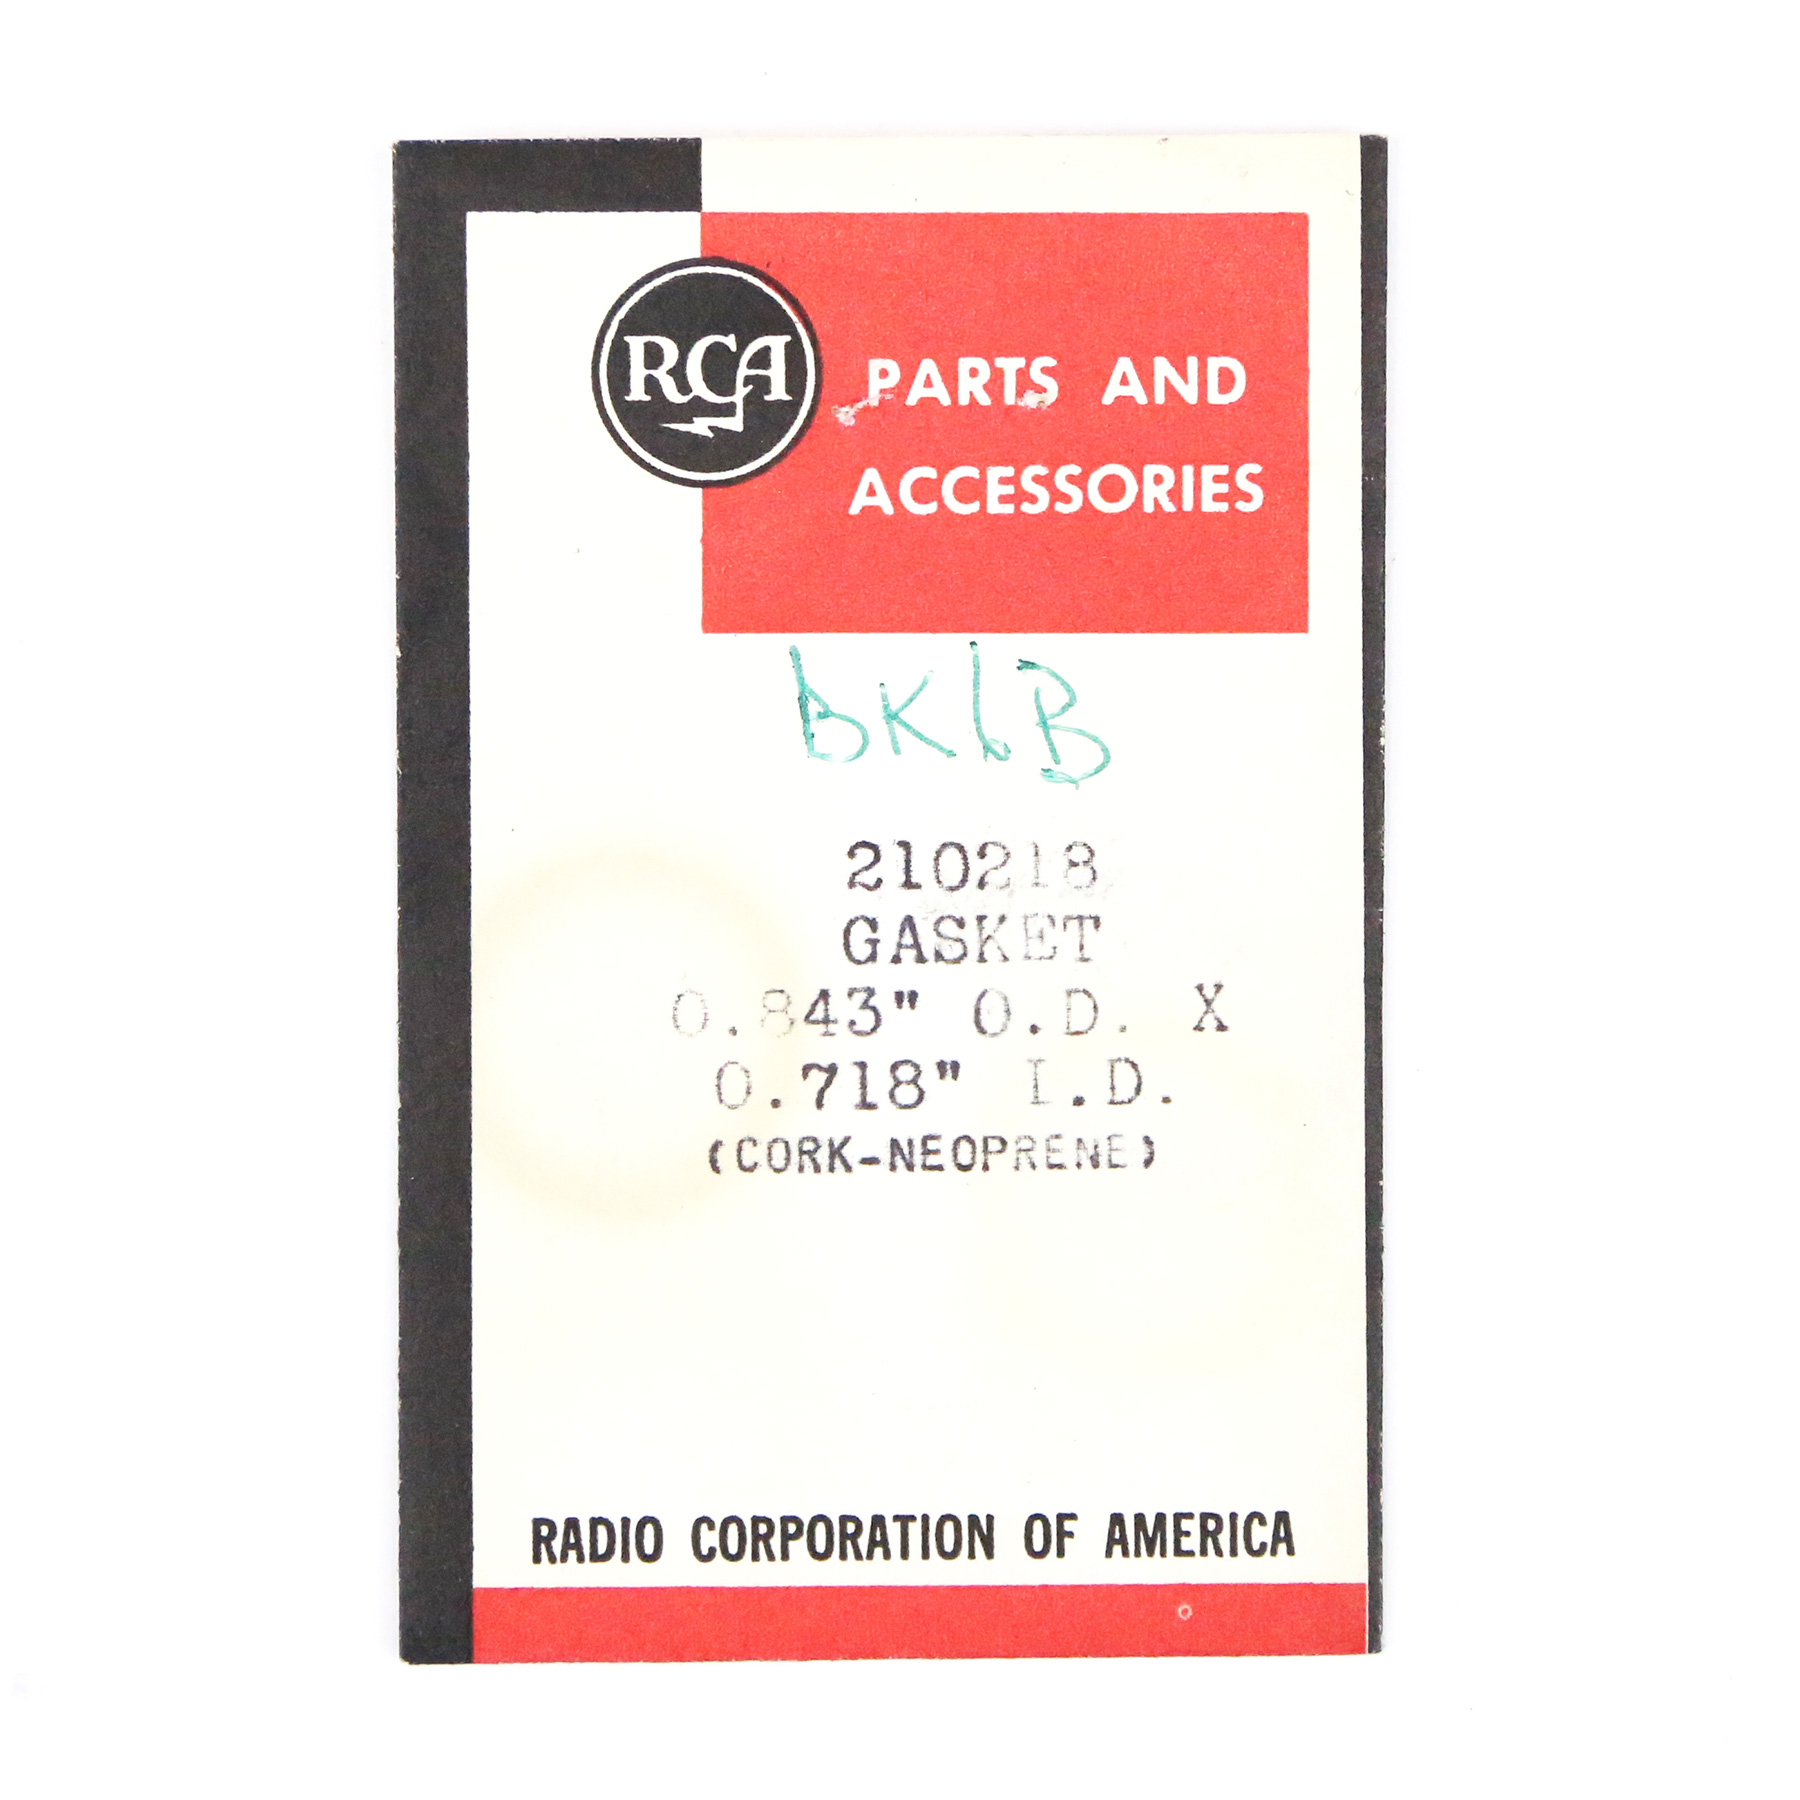 RCA
PARTS AND
ACCESSORIES
BK6B
210218
GASKET
0.843" O.D. X
0.718" I.D.
(CORK-NEOPRENE)
RADIO CORPORATION OF AMERICA